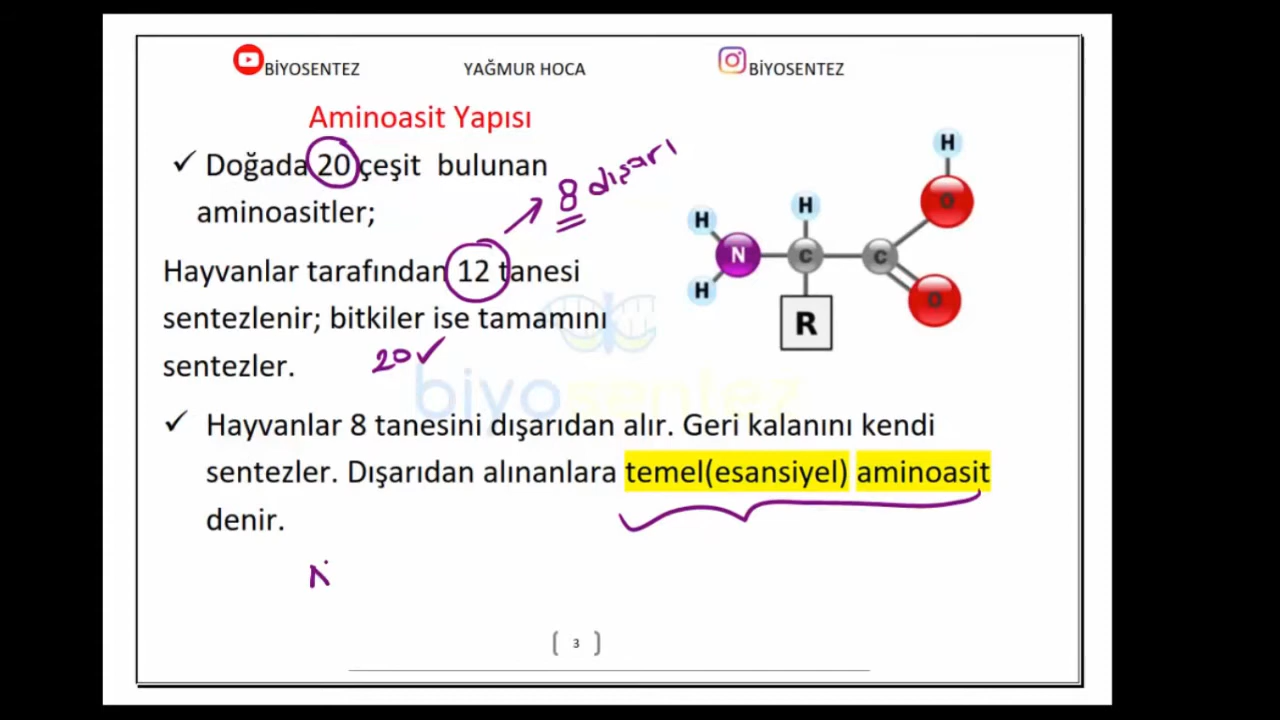 BİYOSENTEZ YAĞMUR HOCA BİYOSENTEZ
Aminoasit Yapısı
✓ Doğada 20 çeşit bulunan
aminoasitler;
8 dışarı
Hayvanlar tarafından 12 tanesi
sentezlenir; bitkiler ise tamamını
sentezler.
20 ✓
✓ Hayvanlar 8 tanesini dışarıdan alır. Geri kalanını kendi
sentezler. Dışarıdan alınanlara temel(esansiyel) aminoasit
denir.
H
O
H
H
N
C
C
H
O
R
biyosentez
3